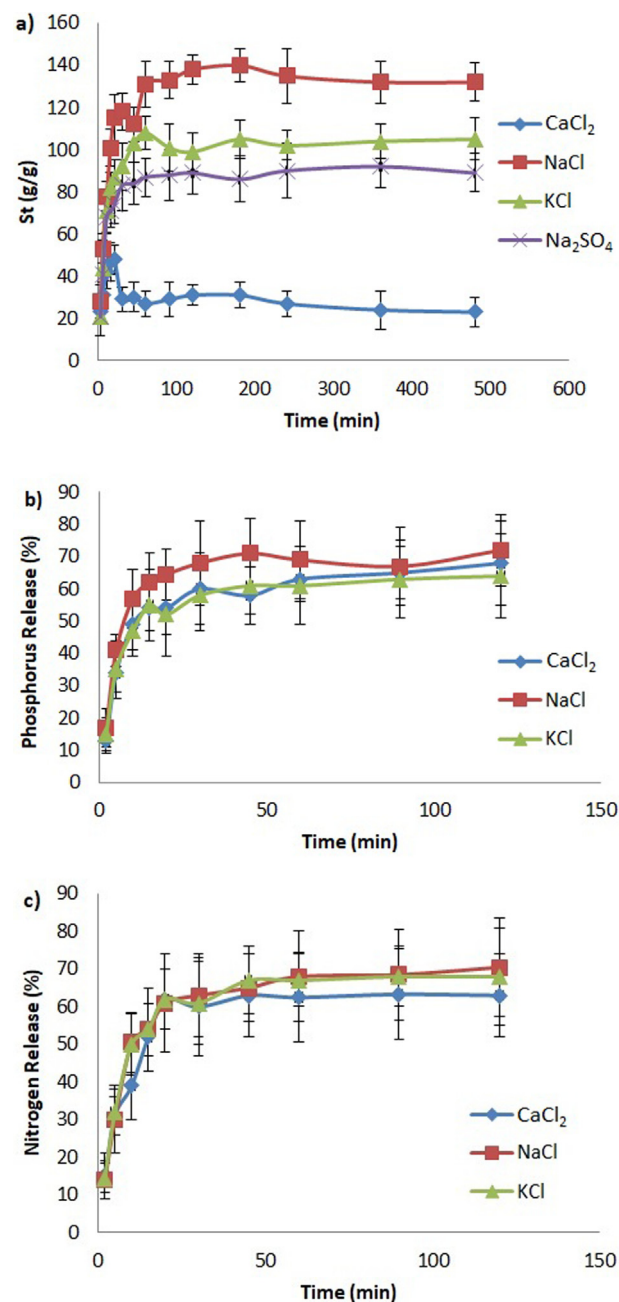 a)
160
140
120
100
80
60
40
20
0
St (g/g)
0 100 200 300 400 500 600
Time (min)
CaCl₂
NaCl
KCl
Na₂SO₄
b)
90
80
70
60
50
40
30
20
10
0
Phosphorus Release (%)
0 50 100 150
Time (min)
CaCl₂
NaCl
KCl
c)
90
80
70
60
50
40
30
20
10
0
Nitrogen Release (%)
0 50 100 150
Time (min)
CaCl₂
NaCl
KCl